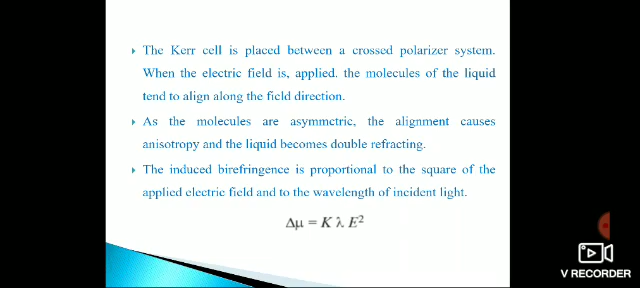 The Kerr cell is placed between a crossed polarizer system.
When the electric field is, applied, the molecules of the liquid
tend to align along the field direction.
As the molecules are asymmetric, the alignment causes
anisotropy and the liquid becomes double refracting.
The induced birefringence is proportional to the square of the
applied electric field and to the wavelength of incident light.
Δμ = K λ E²
V RECORDER